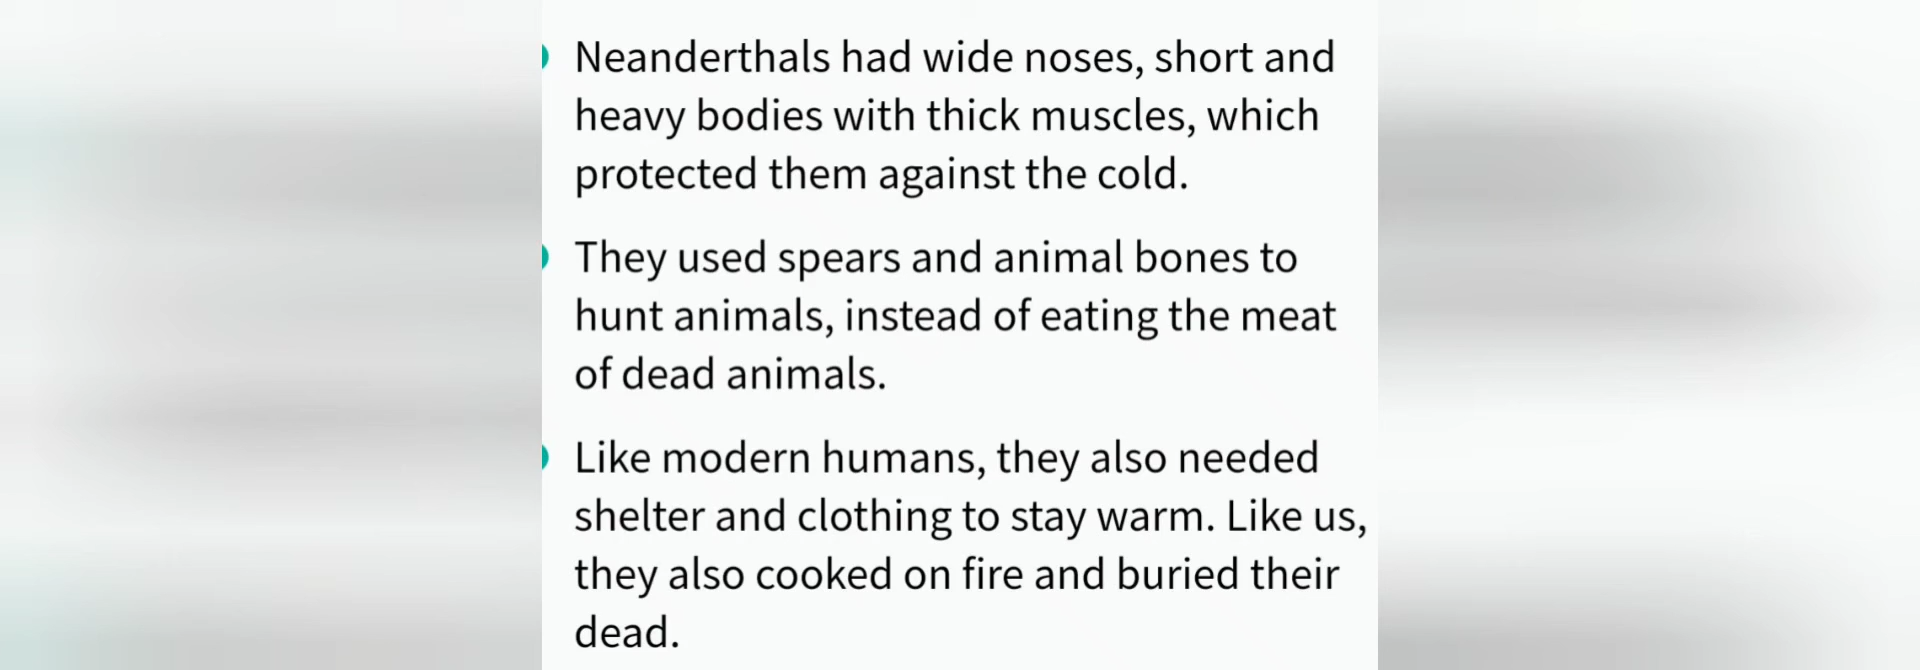 Neanderthals had wide noses, short and
heavy bodies with thick muscles, which
protected them against the cold.
They used spears and animal bones to
hunt animals, instead of eating the meat
of dead animals.
Like modern humans, they also needed
shelter and clothing to stay warm. Like us,
they also cooked on fire and buried their
dead.